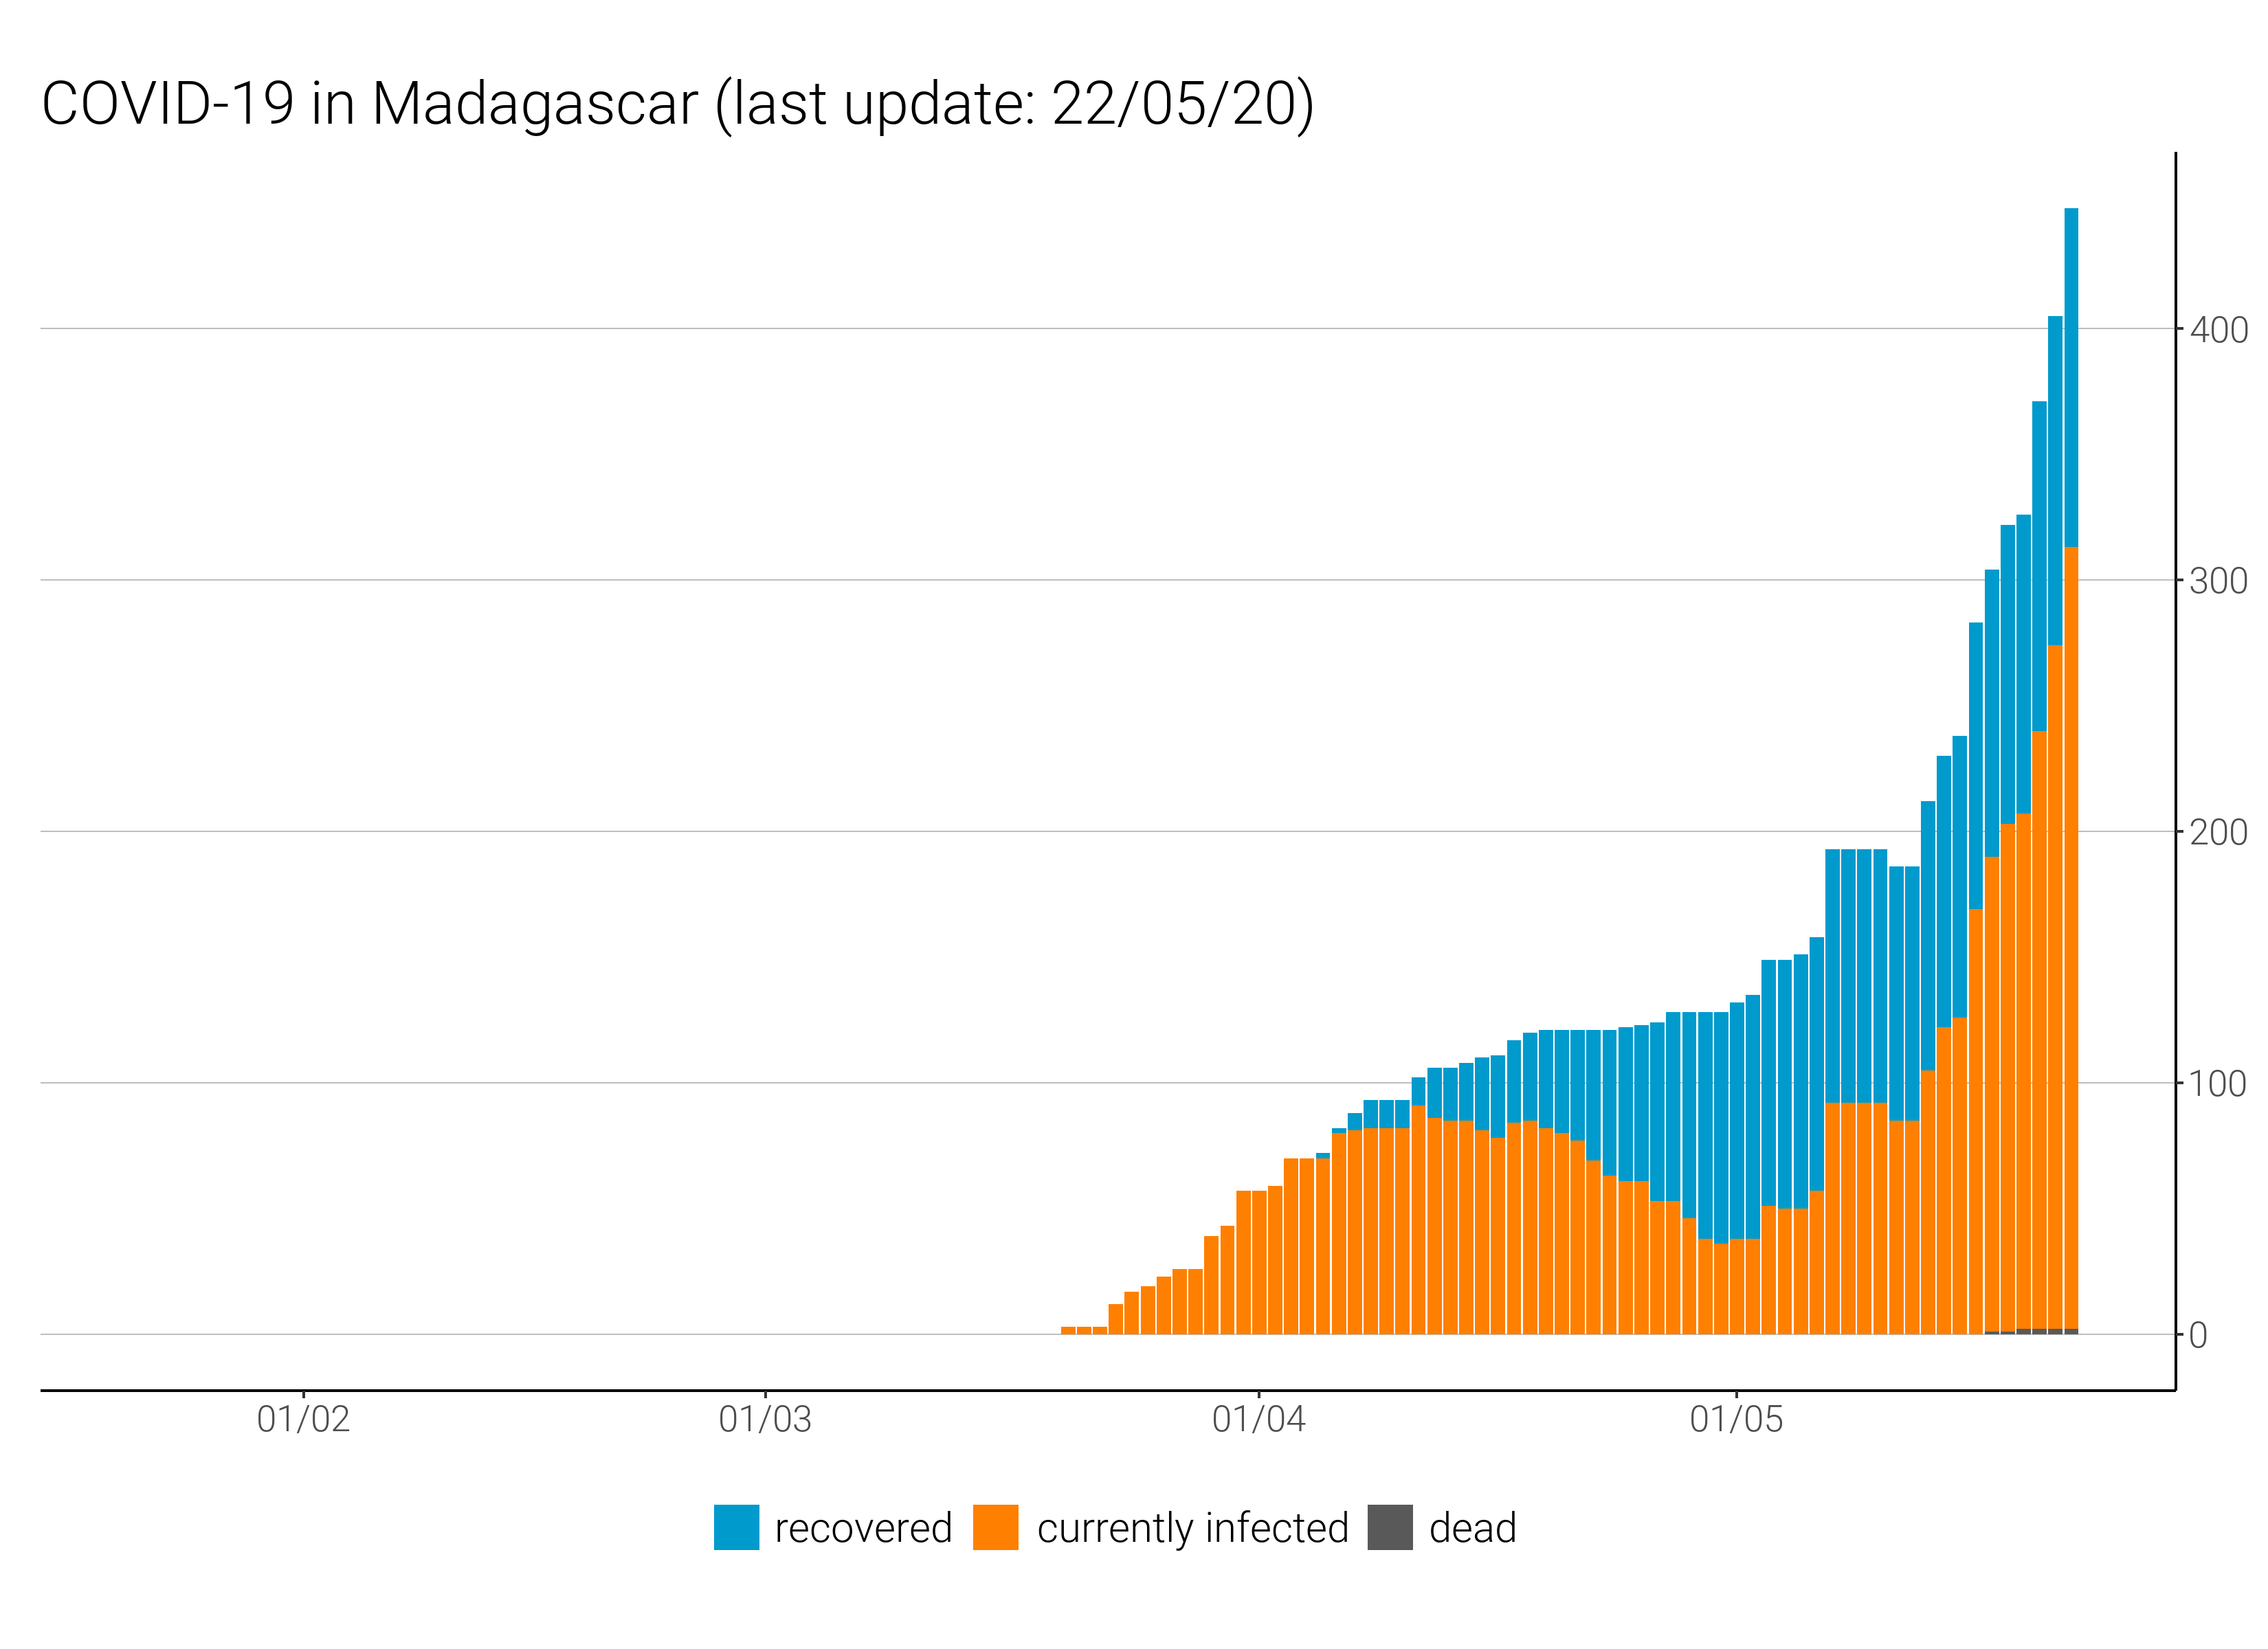 COVID-19 in Madagascar (last update: 22/05/20)
400
300
200
100
0
01/02 01/03 01/04 01/05
recovered currently infected dead